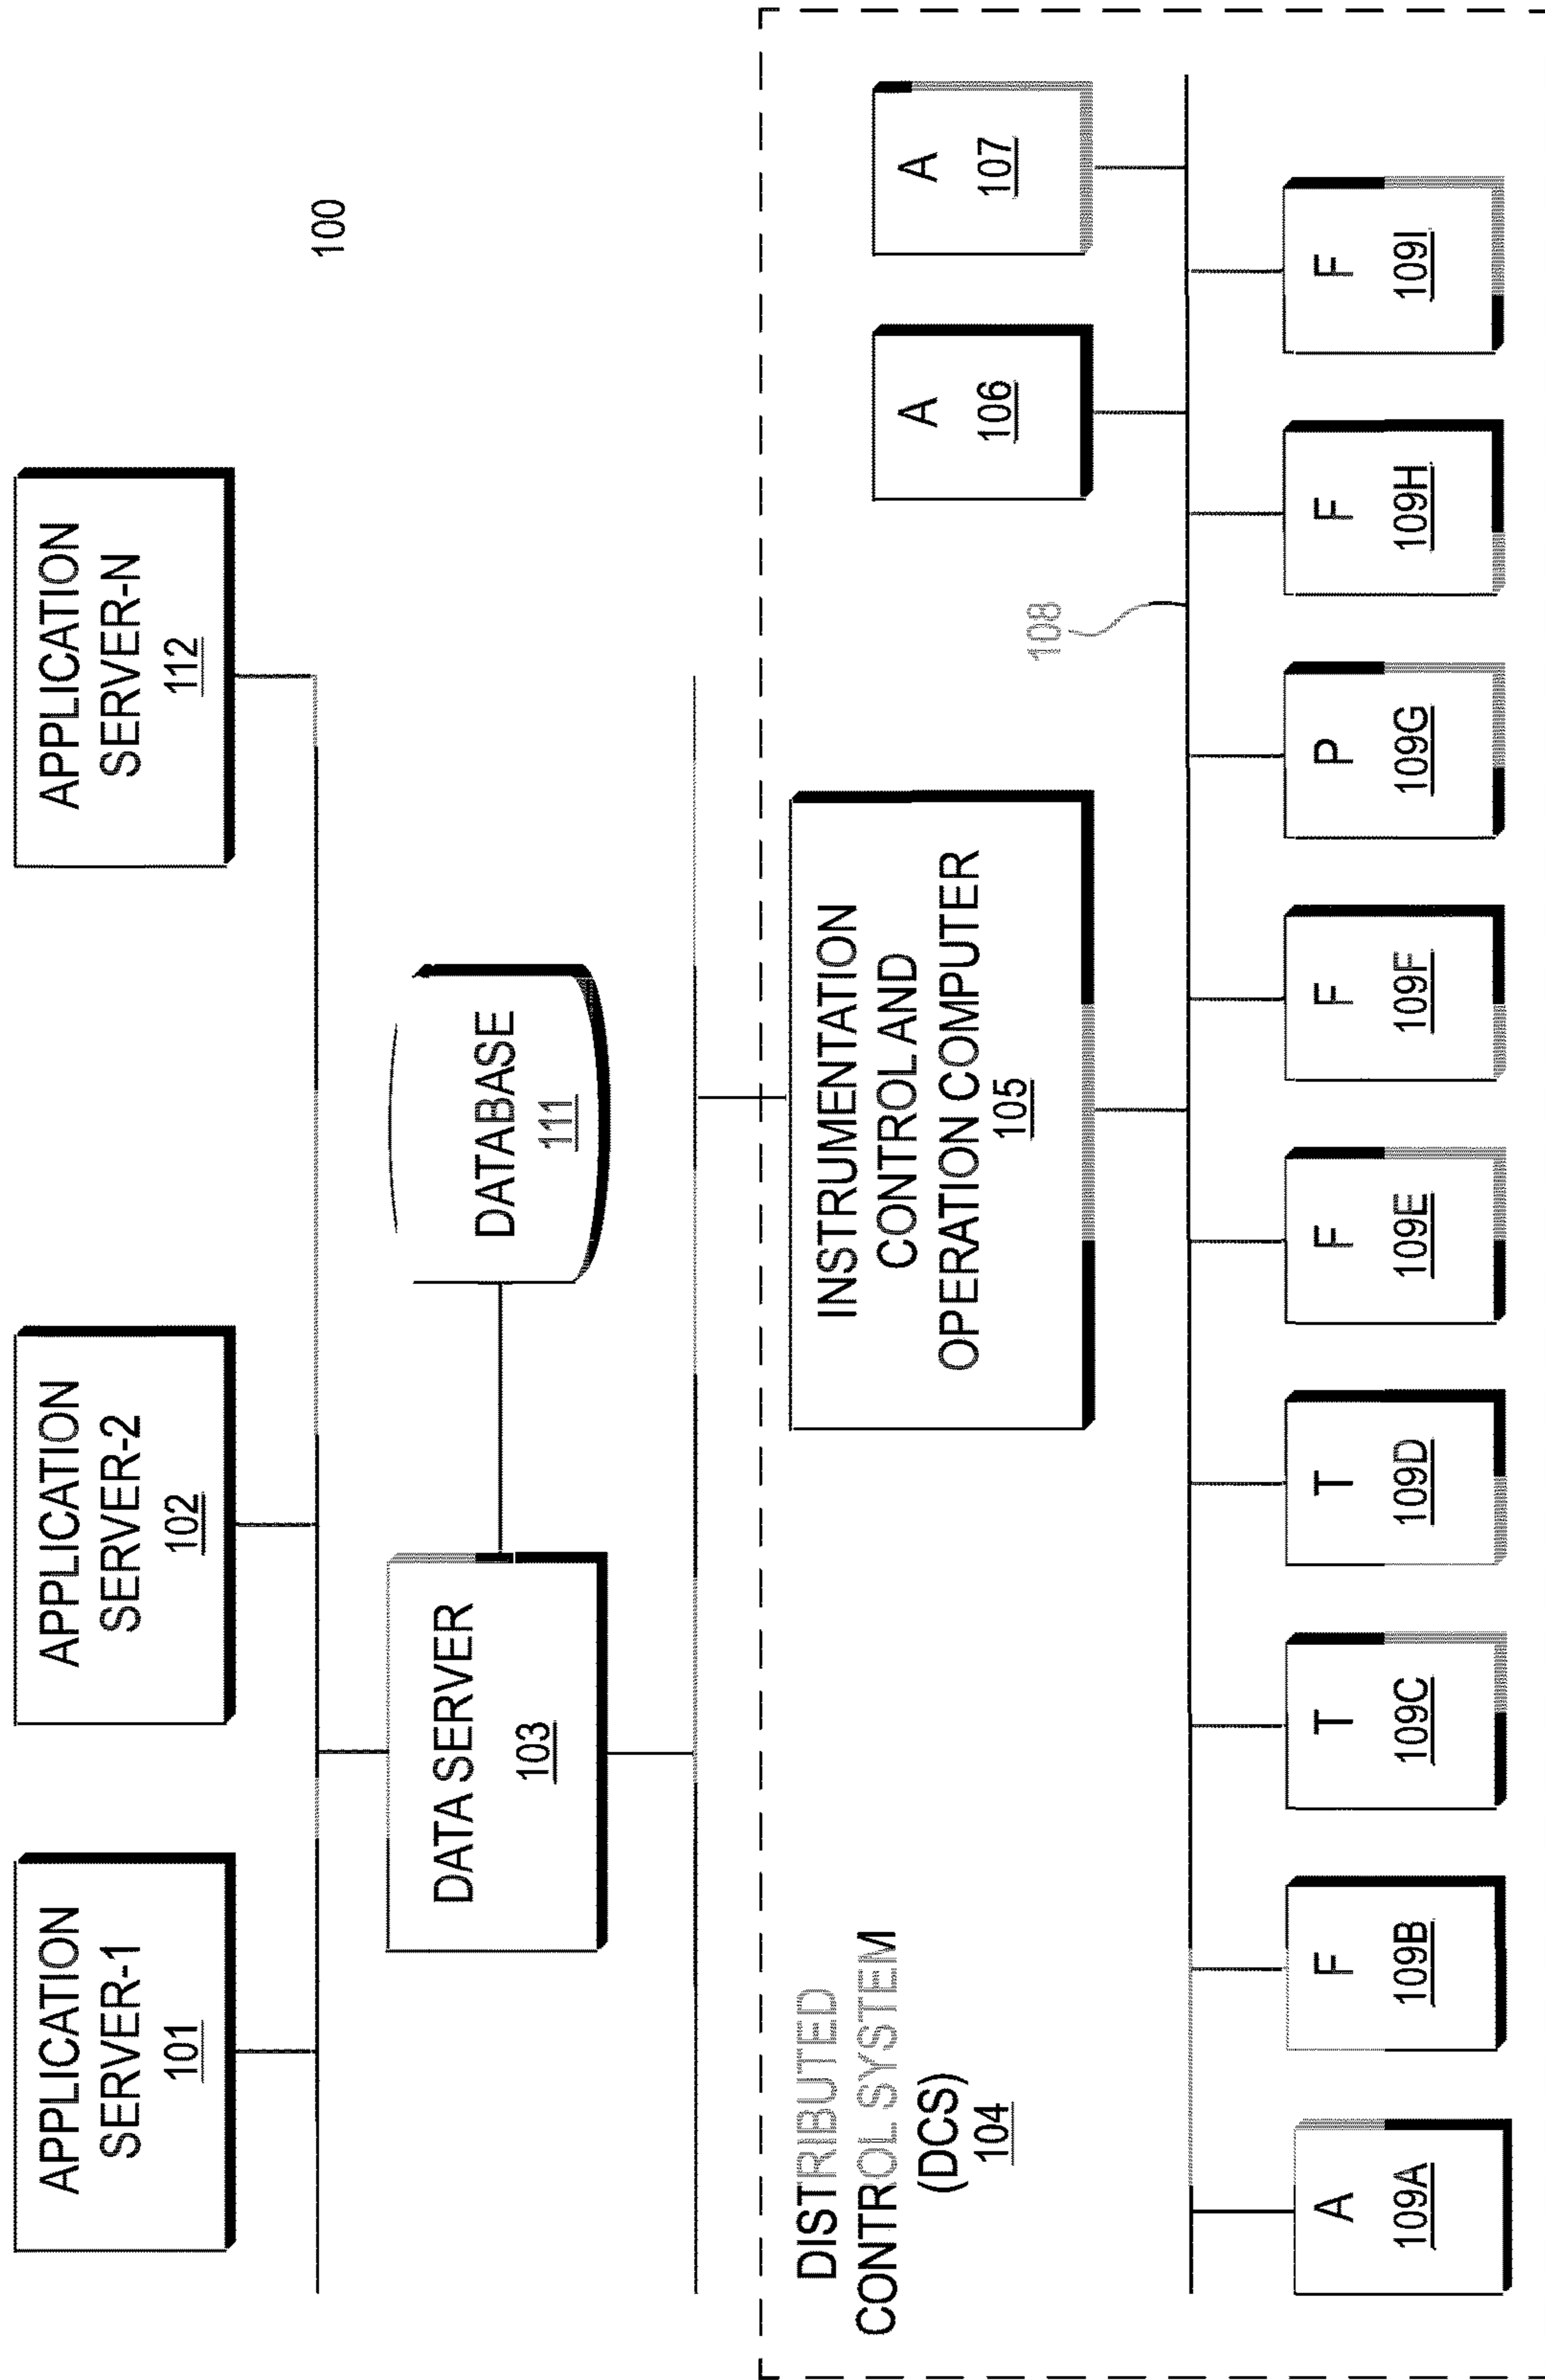 APPLICATION
SERVER-1
101
APPLICATION
SERVER-2
102
APPLICATION
SERVER-N
112
100
DATA SERVER
103
DATABASE
111
DISTRIBUTED
CONTROL SYSTEM
(DCS)
104
INSTRUMENTATION
CONTROL AND
OPERATION COMPUTER
105
A
106
A
107
108
A
109A
F
109B
T
109C
T
109D
F
109E
F
109F
P
109G
F
109H
F
109I